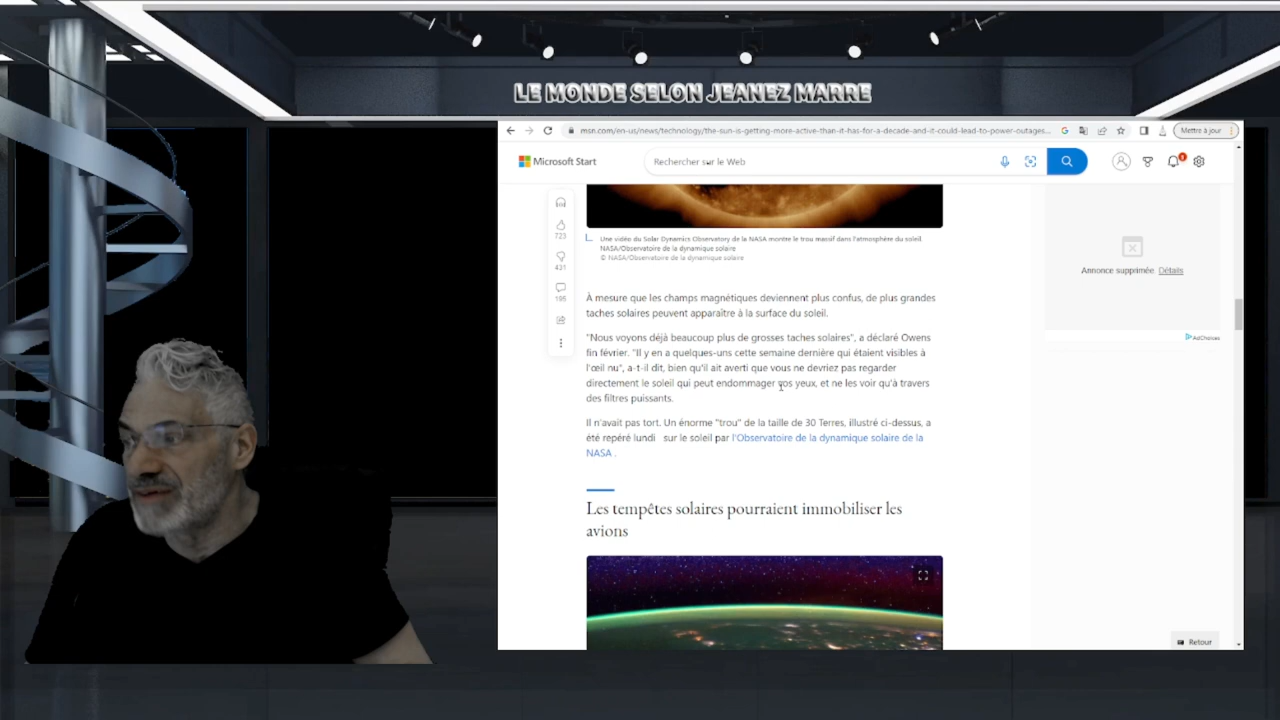 LE MONDE SELON JEANEZ MARRE
msn.com/en-us/news/technology/the-sun-is-getting-more-active-than-it-has-for-a-decade-and-it-could-lead-to-power-outages...
Mettre à jour
Microsoft Start
Rechercher sur le Web
723
431
195
Une vidéo du Solar Dynamics Observatory de la NASA montre le trou massif dans l'atmosphère du soleil.
NASA/Observatoire de la dynamique solaire
© NASA/Observatoire de la dynamique solaire
À mesure que les champs magnétiques deviennent plus confus, de plus grandes
taches solaires peuvent apparaître à la surface du soleil.
"Nous voyons déjà beaucoup plus de grosses taches solaires", a déclaré Owens
fin février. "Il y en a quelques-uns cette semaine dernière qui étaient visibles à
l'œil nu", a-t-il dit, bien qu'il ait averti que vous ne devriez pas regarder
directement le soleil qui peut endommager vos yeux, et ne les voir qu'à travers
des filtres puissants.
Il n'avait pas tort. Un énorme "trou" de la taille de 30 Terres, illustré ci-dessus, a
été repéré lundi sur le soleil par l'Observatoire de la dynamique solaire de la
NASA .
Les tempêtes solaires pourraient immobiliser les
avions
Annonce supprimée. Détails
AdChoices
Retour